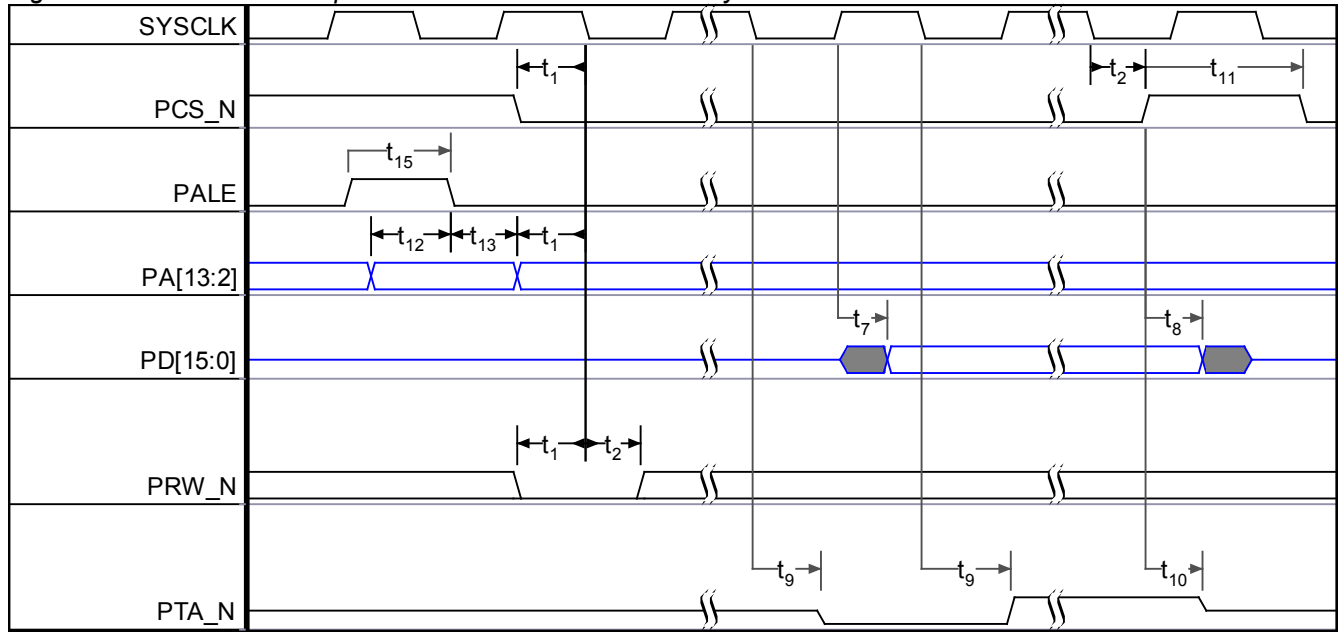 SYSCLK
t1 t2 t11
PCS_N
t15
PALE
t12 t13 t1
PA[13:2]
t7 t8
PD[15:0]
t1 t2
PRW_N
t9 t9 t10
PTA_N